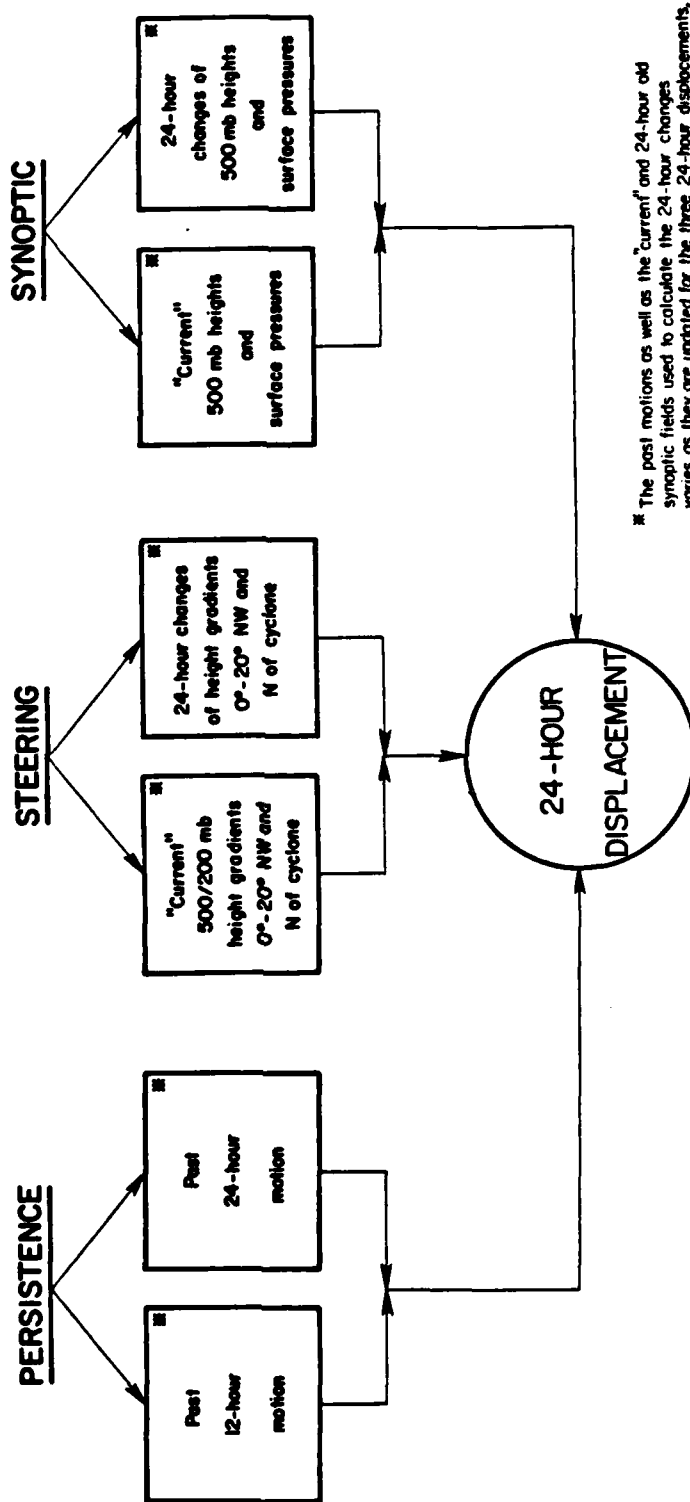 PERSISTENCE
※
Past
12-hour
motion
※
Past
24-hour
motion
STEERING
※
"Current"
500/200 mb
height gradients
0°-20° NW and
N of cyclone
※
24-hour changes
of height gradients
0°-20° NW and
N of cyclone
SYNOPTIC
※
"Current"
500 mb heights
and
surface pressures
※
24-hour
changes of
500 mb heights
and
surface pressures
24-HOUR
DISPLACEMENT
※ The past motions as well as the "current" and 24-hour old
synoptic fields used to calculate the 24-hour changes
varies as they are updated for the three 24-hour displacements.